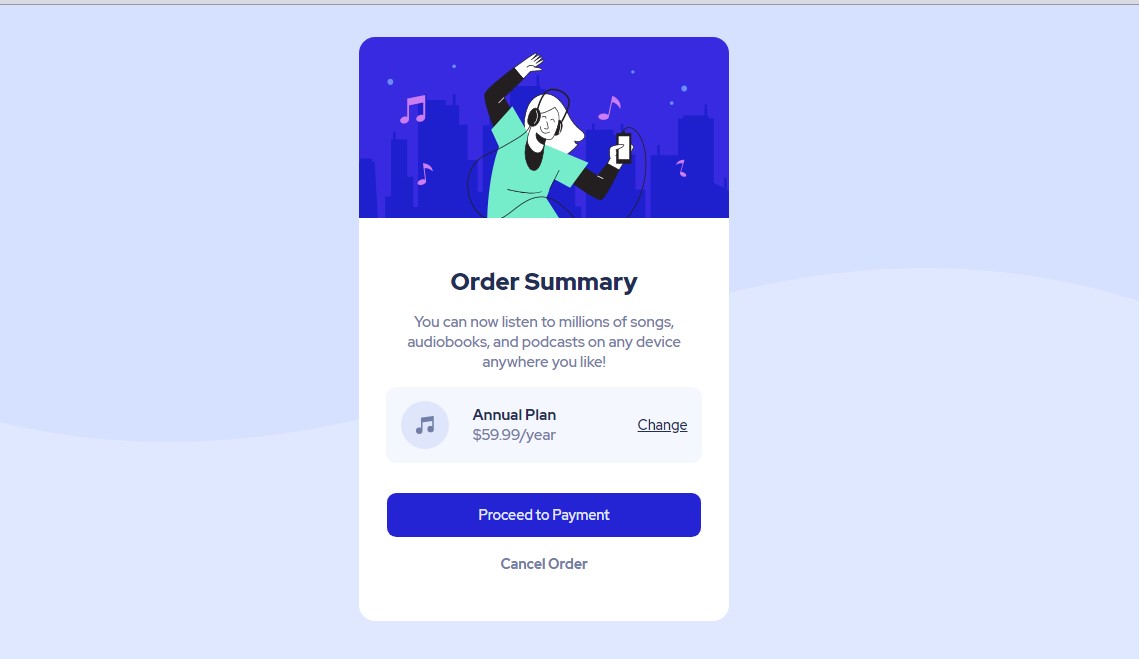 Order Summary
You can now listen to millions of songs,
audiobooks, and podcasts on any device
anywhere you like!
Annual Plan
$59.99/year
Change
Proceed to Payment
Cancel Order